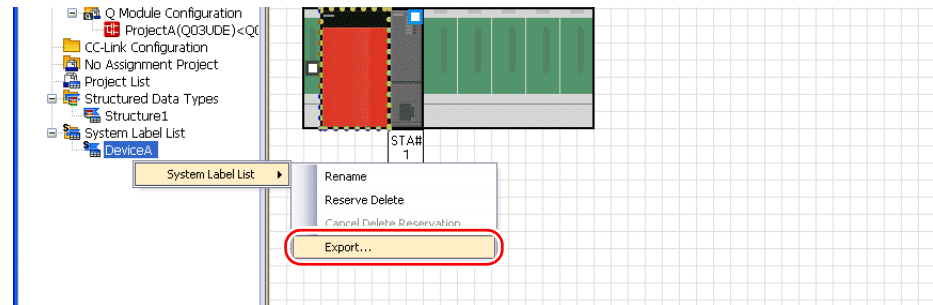 Q Module Configuration
ProjectA(Q03UDE)<Q(
CC-Link Configuration
No Assignment Project
Project List
Structured Data Types
Structure1
System Label List
DeviceA
STA#
1
System Label List
Rename
Reserve Delete
Cancel Delete Reservation
Export...